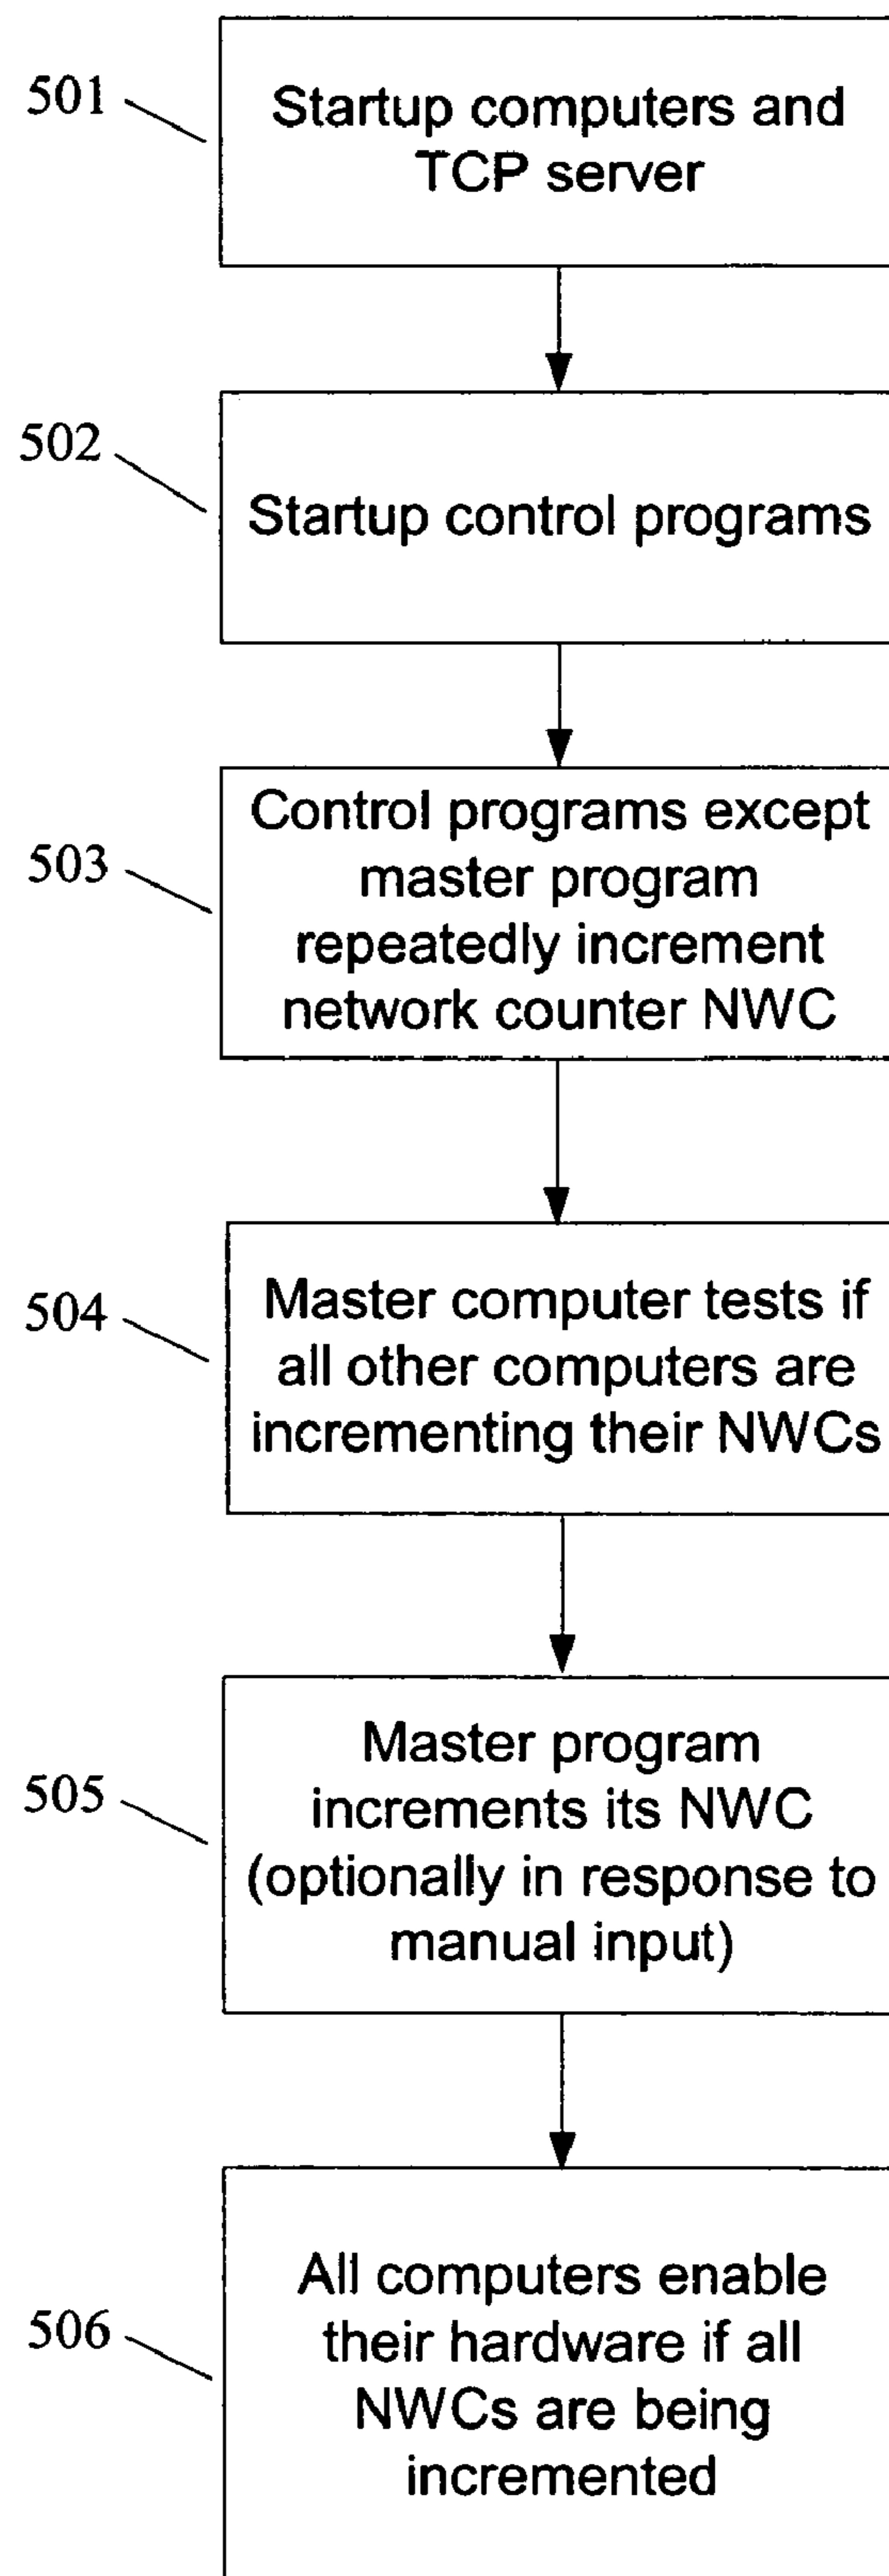 501
Startup computers and
TCP server
502
Startup control programs
503
Control programs except
master program
repeatedly increment
network counter NWC
504
Master computer tests if
all other computers are
incrementing their NWCs
505
Master program
increments its NWC
(optionally in response to
manual input)
506
All computers enable
their hardware if all
NWCs are being
incremented